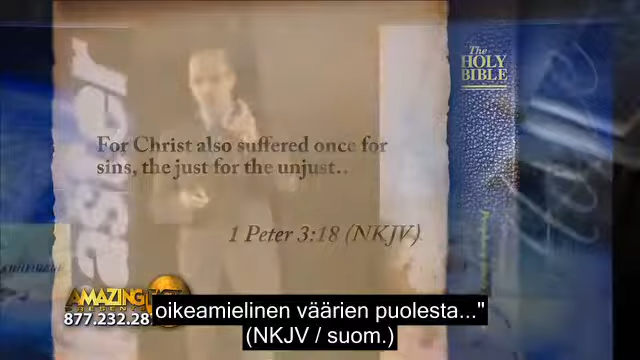 The
HOLY
BIBLE
For Christ also suffered once for
sins, the just for the unjust..
1 Peter 3:18 (NKJV)
AMAZING
877.232.28
oikeamielinen väärien puolesta..."
(NKJV / suom.)